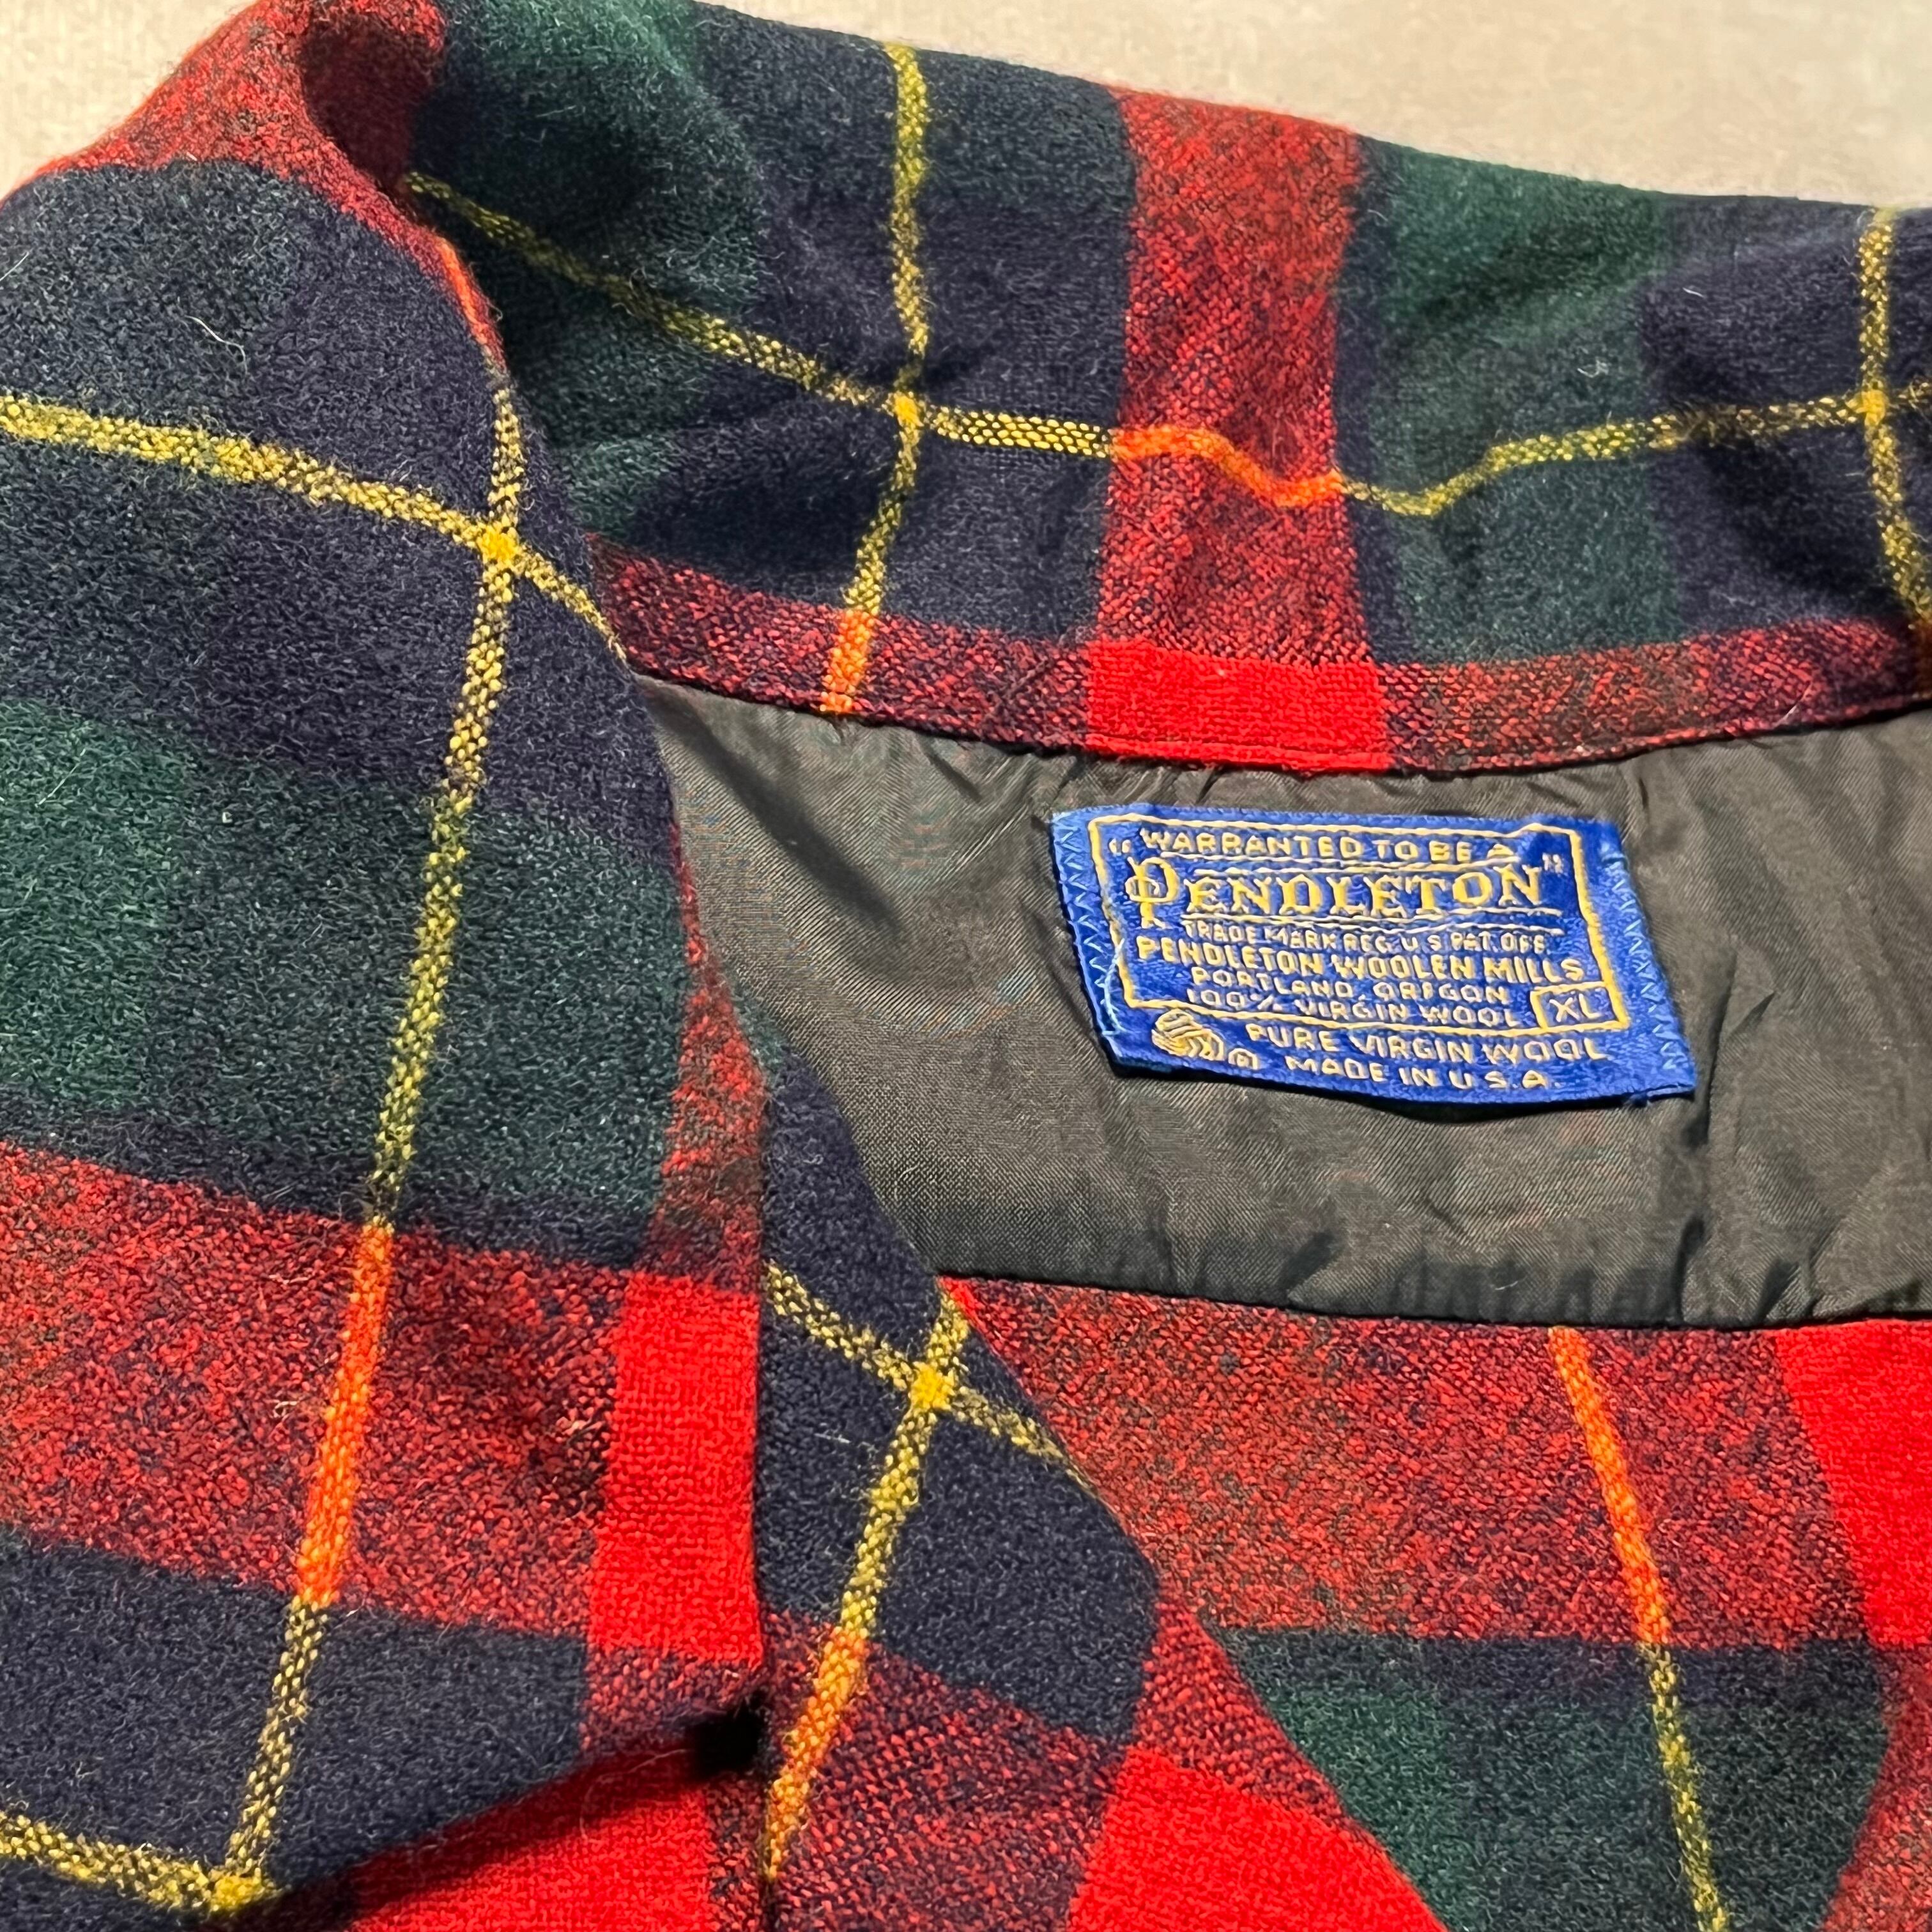 WARRANTED TO BE A
"PENDLETON"
TRADE MARK REG. U S PAT. OFF.
PENDLETON WOOLEN MILLS
PORTLAND, OREGON
100% VIRGIN WOOL XL
PURE VIRGIN WOOL
® MADE IN U S.A.